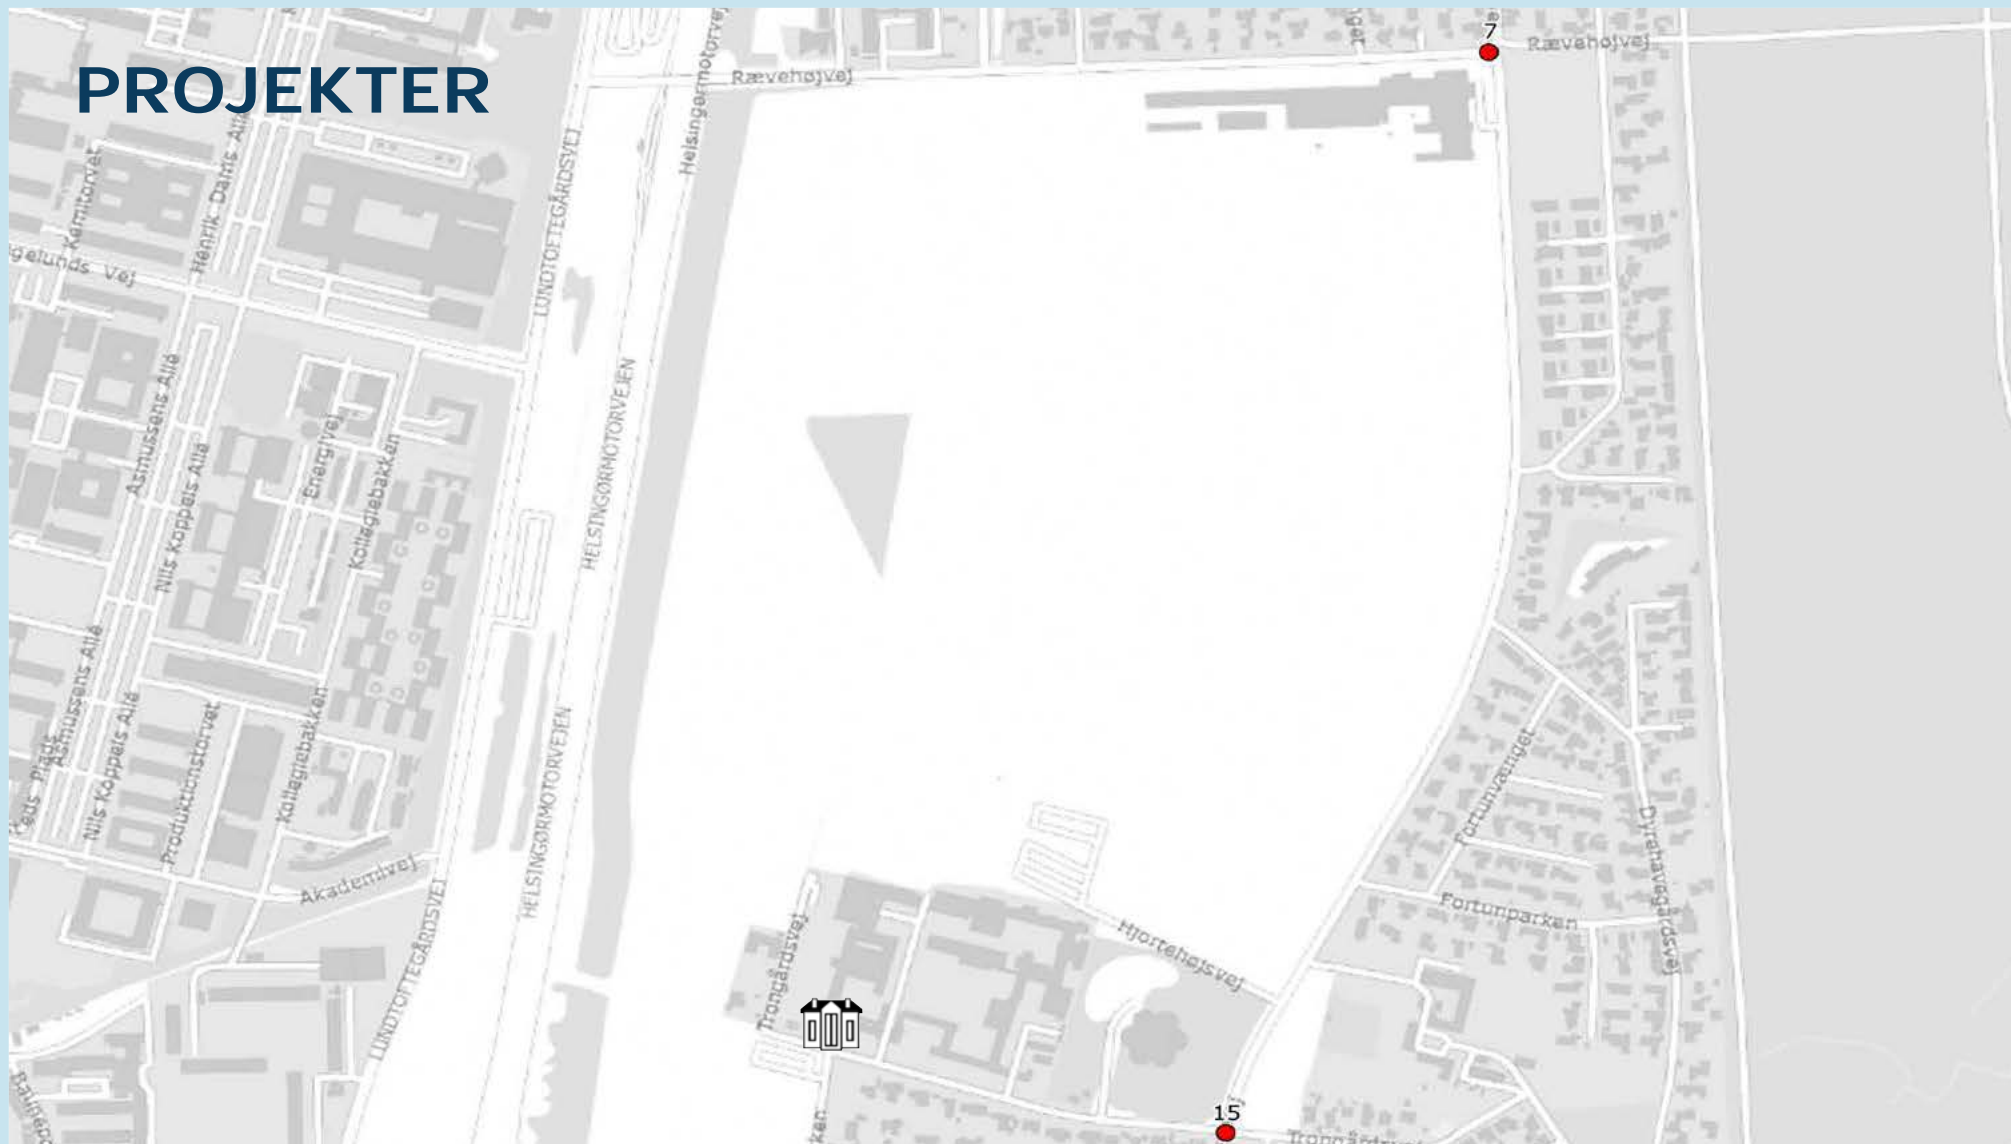 PROJEKTER
7
Rævehøjvej
Rævehøjvej
Helsingørmotorvej
LUNDTOFTEGÅRDSVEJ
Henrik Dams Allé
Kemitorvet
gelunds Vej
HELSINGØRMOTORVEJEN
Asmussens Allé
Nils Koppels Allé
Energivej
Kollegiebakken
Asmussens Allé
Nils Koppels Allé
Produktionstorvet
Kollegiebakken
HELSINGØRMOTORVEJEN
Akademivej
LUNDTOFTEGÅRDSVEJ
Fortunvænget
Dyrehavegårdsvej
Fortunparken
Hjortehøjsvej
Trongårdsvej
15
Trongårdsvej